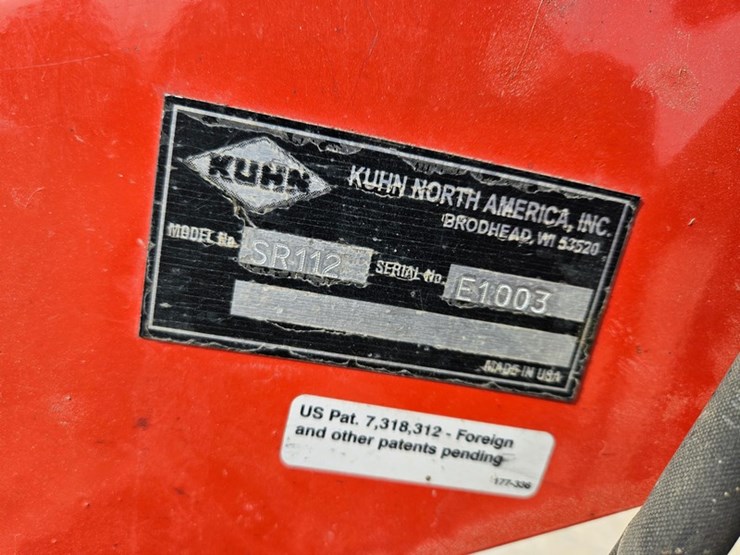 KUHN
KUHN NORTH AMERICA, INC.
BRODHEAD, WI 53520
MODEL No. SR112 SERIAL No. E1003
MADE IN USA
US Pat. 7,318,312 - Foreign
and other patents pending
177-336